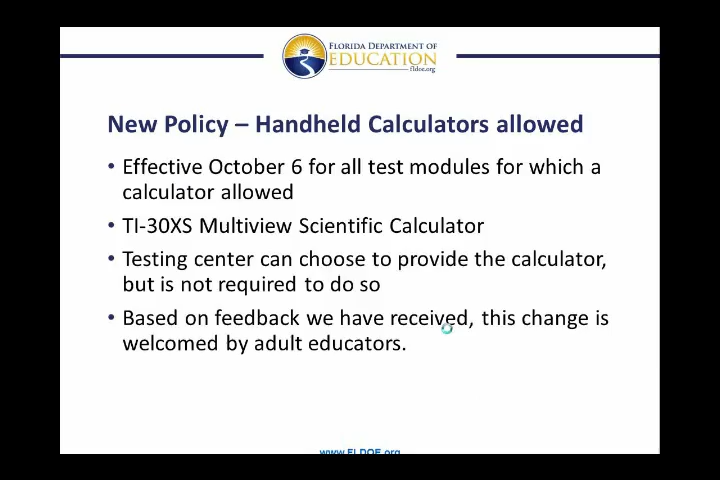 FLORIDA DEPARTMENT OF
EDUCATION
fldoe.org
New Policy – Handheld Calculators allowed
• Effective October 6 for all test modules for which a
calculator allowed
• TI-30XS Multiview Scientific Calculator
• Testing center can choose to provide the calculator,
but is not required to do so
• Based on feedback we have received, this change is
welcomed by adult educators.
www.FLDOE.org